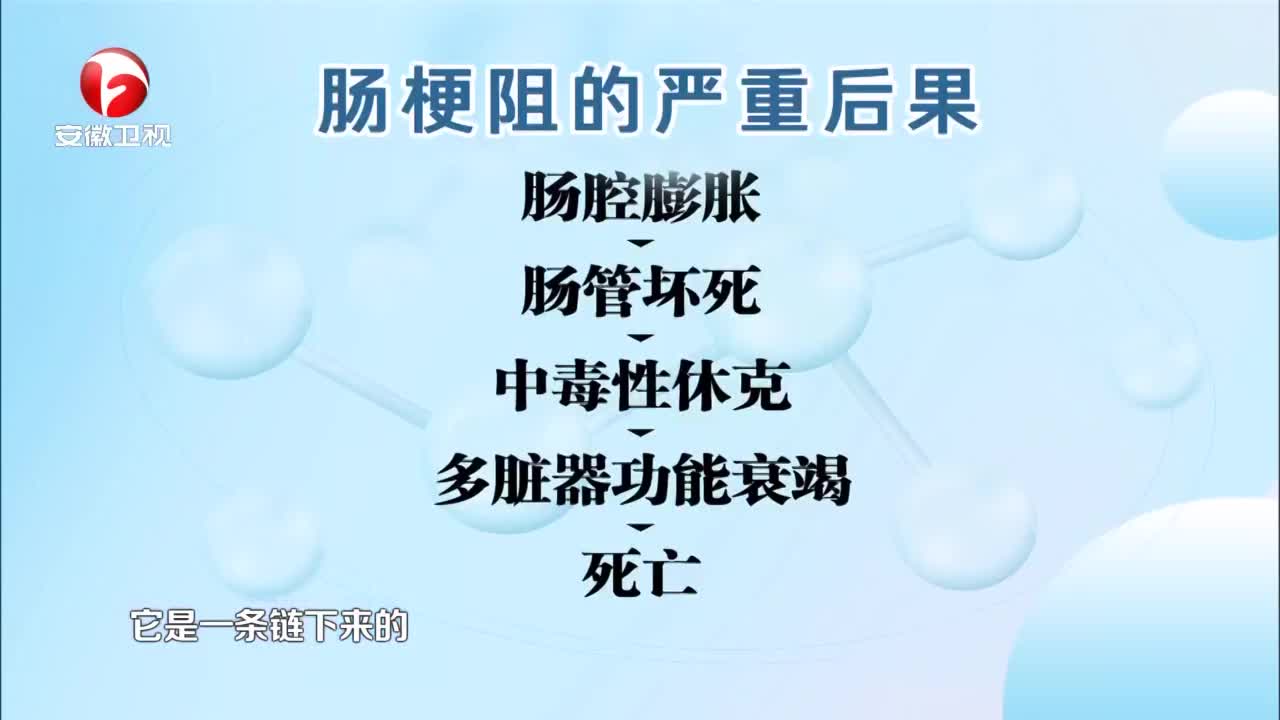 安徽卫视
肠梗阻的严重后果
肠腔膨胀
肠管坏死
中毒性休克
多脏器功能衰竭
死亡
它是一条链下来的